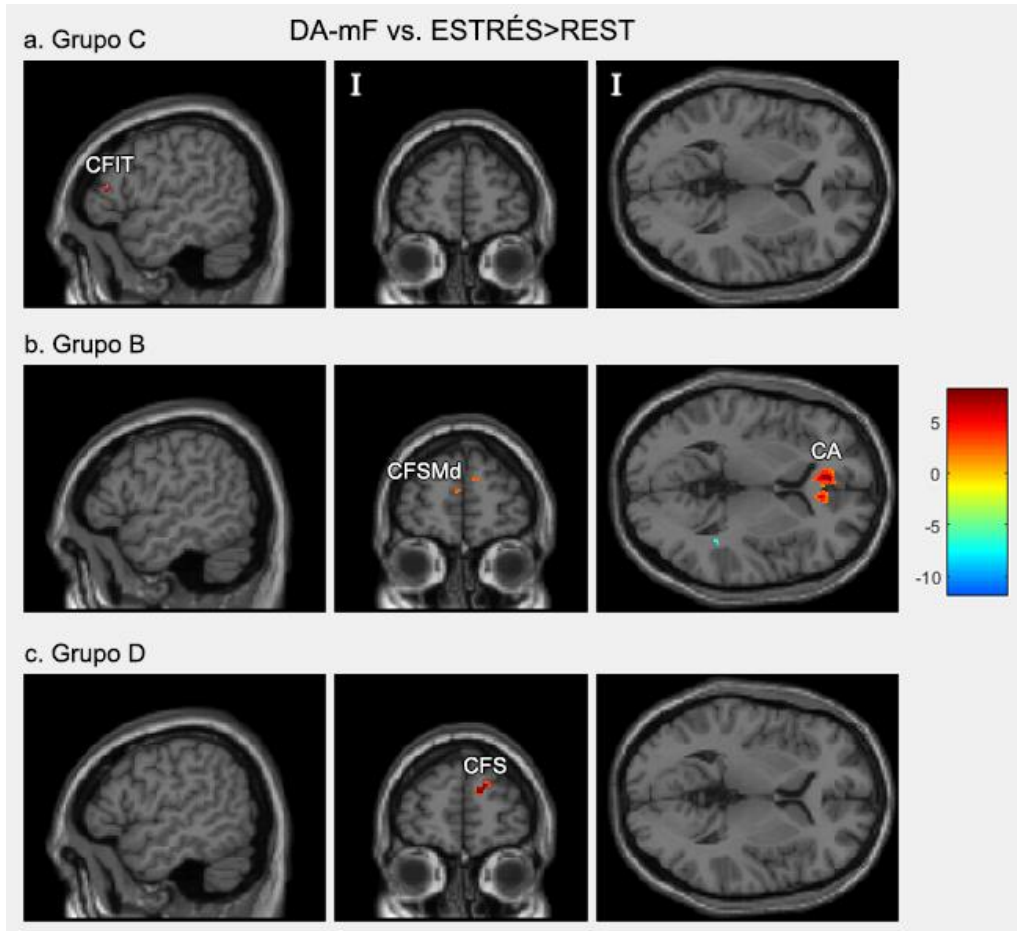 DA-mF vs. ESTRÉS>REST
a. Grupo C
CFIT
I
I
b. Grupo B
CFSMd
CA
5
0
-5
-10
c. Grupo D
CFS